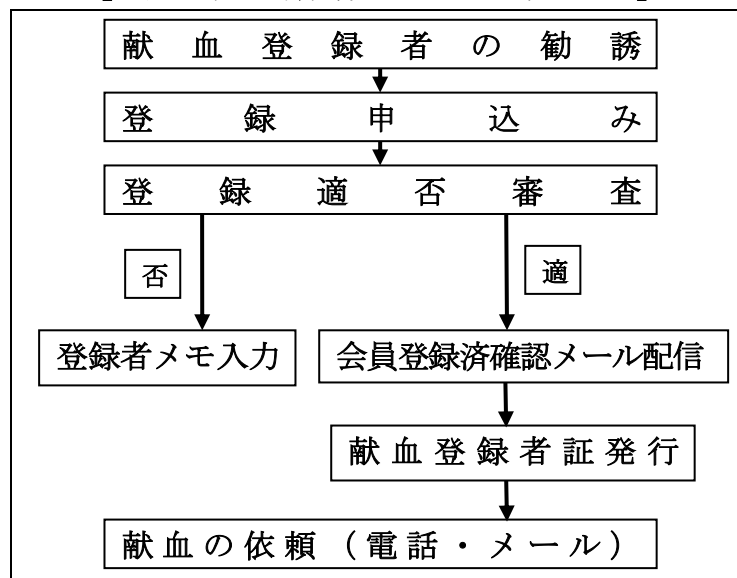 献血登録者の勧誘
登録申込み
登録適否審査
否
適
登録者メモ入力
会員登録済確認メール配信
献血登録者証発行
献血の依頼（電話・メール）